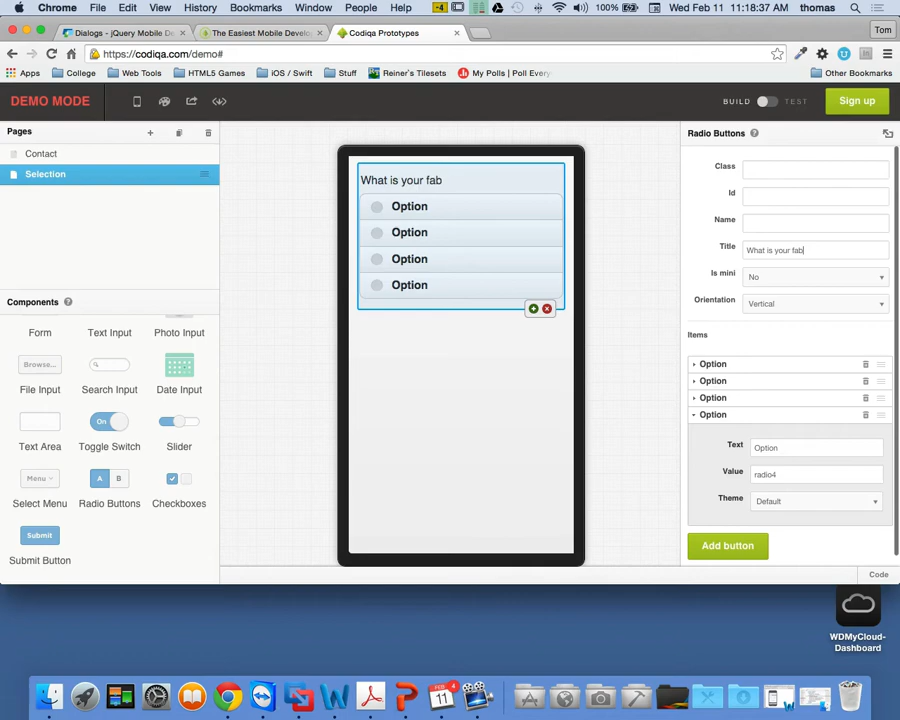 Chrome File Edit View History Bookmarks Window People Help -4 100% Wed Feb 11 11:18:37 AM thomas
Dialogs - jQuery Mobile De × The Easiest Mobile Develop × Codiqa Prototypes × Tom
https://codiqa.com/demo#
Apps College Web Tools HTML5 Games iOS / Swift Stuff Reiner's Tilesets My Polls | Poll Every Other Bookmarks
DEMO MODE BUILD TEST Sign up
Pages
Contact
Selection
Components ?
Form Text Input Photo Input
Browse...
File Input Search Input Date Input
On
Text Area Toggle Switch Slider
Menu A B
Select Menu Radio Buttons Checkboxes
Submit
Submit Button
What is your fab
Option
Option
Option
Option
Radio Buttons ?
Class
Id
Name
Title What is your fab
Is mini No
Orientation Vertical
Items
Option
Option
Option
Option
Text Option
Value radio4
Theme Default
Add button
Code
WDMyCloud-
Dashboard
FEB 4
11